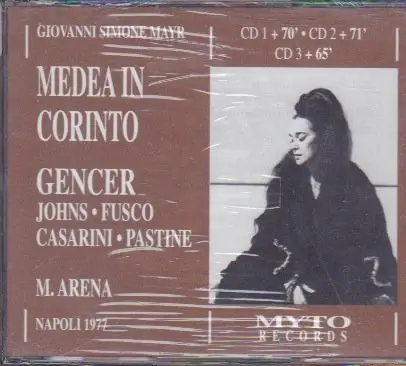 GIOVANNI SIMONE MAYR
CD 1 + 70' • CD 2 + 71'
CD 3 + 65'
MEDEA IN
CORINTO
GENCER
JOHNS • FUSCO
CASARINI • PASTINE
M. ARENA
NAPOLI 1977
MYTO
RECORDS